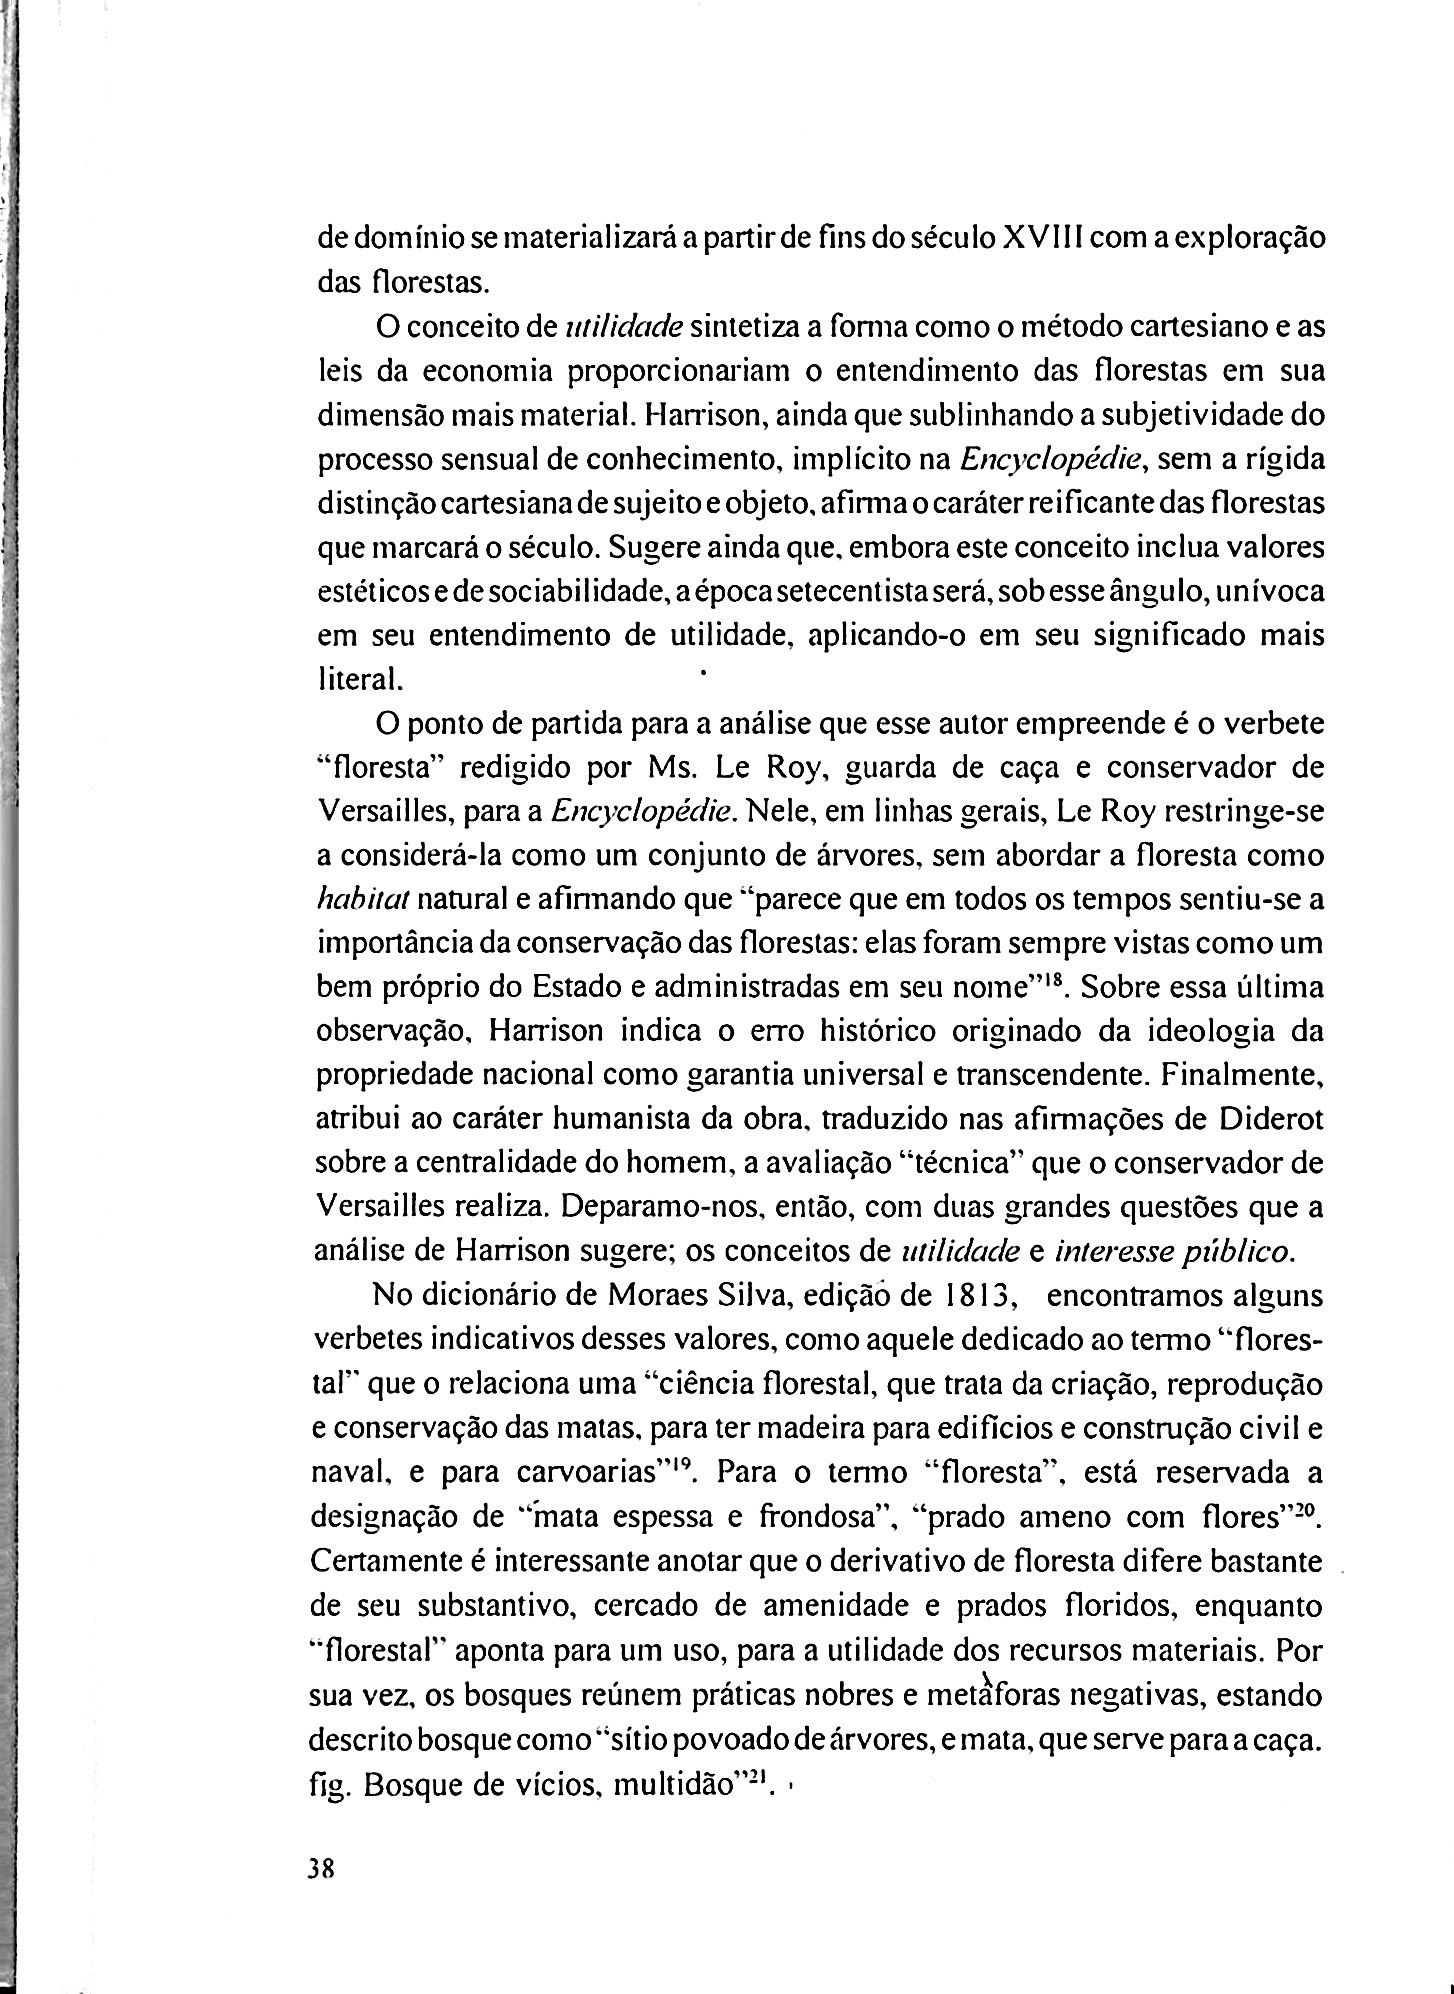 de domínio se materializará a partir de fins do século XVIII com a exploração
das florestas.
O conceito de utilidade sintetiza a forma como o método cartesiano e as
leis da economia proporcionariam o entendimento das florestas em sua
dimensão mais material. Harrison, ainda que sublinhando a subjetividade do
processo sensual de conhecimento, implícito na Encyclopédie, sem a rígida
distinção cartesiana de sujeito e objeto, afirma o caráter reificante das florestas
que marcará o século. Sugere ainda que, embora este conceito inclua valores
estéticos e de sociabilidade, a época setecentista será, sob esse ângulo, unívoca
em seu entendimento de utilidade, aplicando-o em seu significado mais
literal.
O ponto de partida para a análise que esse autor empreende é o verbete
“floresta” redigido por Ms. Le Roy, guarda de caça e conservador de
Versailles, para a Encyclopédie. Nele, em linhas gerais, Le Roy restringe-se
a considerá-la como um conjunto de árvores, sem abordar a floresta como
habitat natural e afirmando que “parece que em todos os tempos sentiu-se a
importância da conservação das florestas: elas foram sempre vistas como um
bem próprio do Estado e administradas em seu nome”¹⁸. Sobre essa última
observação, Harrison indica o erro histórico originado da ideologia da
propriedade nacional como garantia universal e transcendente. Finalmente,
atribui ao caráter humanista da obra, traduzido nas afirmações de Diderot
sobre a centralidade do homem, a avaliação “técnica” que o conservador de
Versailles realiza. Deparamo-nos, então, com duas grandes questões que a
análise de Harrison sugere; os conceitos de utilidade e interesse público.
No dicionário de Moraes Silva, edição de 1813, encontramos alguns
verbetes indicativos desses valores, como aquele dedicado ao termo “flores-
tal” que o relaciona uma “ciência florestal, que trata da criação, reprodução
e conservação das matas, para ter madeira para edifícios e construção civil e
naval, e para carvoarias”¹⁹. Para o termo “floresta”, está reservada a
designação de “mata espessa e frondosa”, “prado ameno com flores”²⁰.
Certamente é interessante anotar que o derivativo de floresta difere bastante
de seu substantivo, cercado de amenidade e prados floridos, enquanto
“florestal” aponta para um uso, para a utilidade dos recursos materiais. Por
sua vez, os bosques reúnem práticas nobres e metáforas negativas, estando
descrito bosque como “sítio povoado de árvores, e mata, que serve para a caça.
fig. Bosque de vícios, multidão”²¹.
38